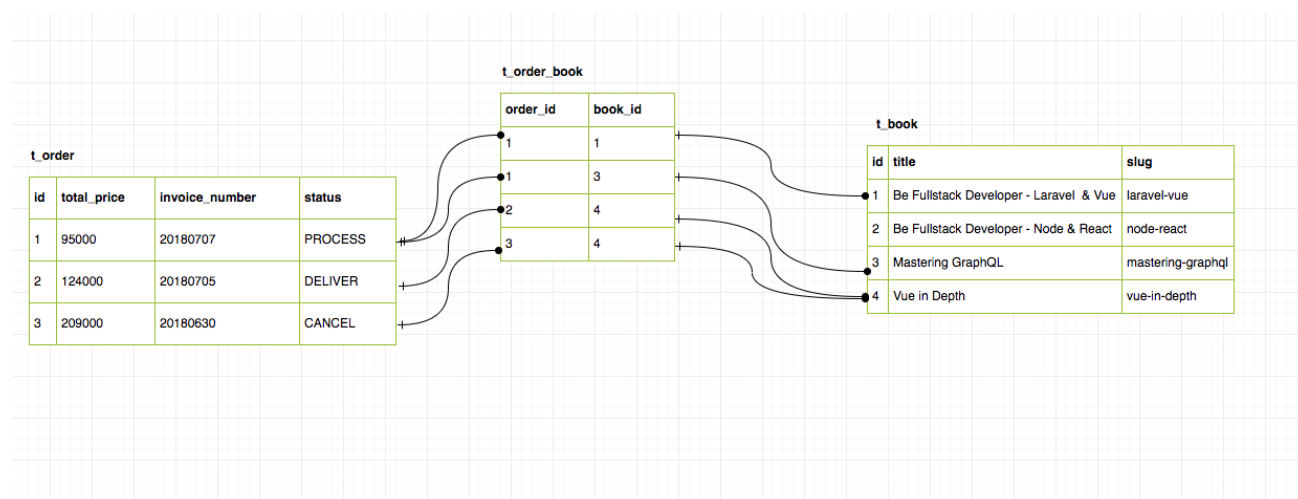 t_order_book
order_id book_id
1 1
1 3
2 4
3 4
t_order
id total_price invoice_number status
1 95000 20180707 PROCESS
2 124000 20180705 DELIVER
3 209000 20180630 CANCEL
t_book
id title slug
1 Be Fullstack Developer - Laravel & Vue laravel-vue
2 Be Fullstack Developer - Node & React node-react
3 Mastering GraphQL mastering-graphql
4 Vue in Depth vue-in-depth